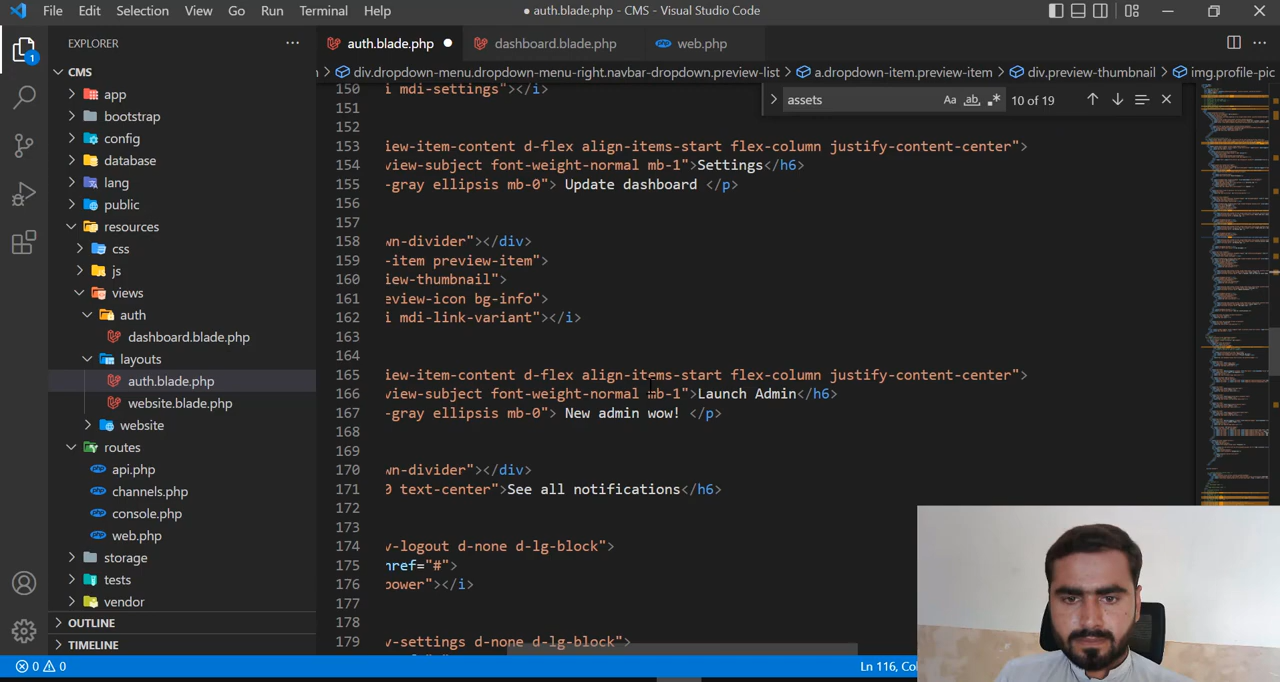 File Edit Selection View Go Run Terminal Help
● auth.blade.php - CMS - Visual Studio Code
EXPLORER
auth.blade.php
dashboard.blade.php
web.php
CMS
div.dropdown-menu.dropdown-menu-right.navbar-dropdown.preview-list > a.dropdown-item.preview-item > div.preview-thumbnail > img.profile-pic
assets
10 of 19
app
bootstrap
config
database
lang
public
resources
css
js
views
auth
dashboard.blade.php
layouts
auth.blade.php
website.blade.php
website
routes
api.php
channels.php
console.php
web.php
storage
tests
vendor
OUTLINE
TIMELINE
150 i mdi-settings"></i>
151
152
153 iew-item-content d-flex align-items-start flex-column justify-content-center">
154 view-subject font-weight-normal mb-1">Settings</h6>
155 -gray ellipsis mb-0"> Update dashboard </p>
156
157
158 wn-divider"></div>
159 -item preview-item">
160 iew-thumbnail">
161 eview-icon bg-info">
162 i mdi-link-variant"></i>
163
164
165 iew-item-content d-flex align-items-start flex-column justify-content-center">
166 view-subject font-weight-normal mb-1">Launch Admin</h6>
167 -gray ellipsis mb-0"> New admin wow! </p>
168
169
170 wn-divider"></div>
171 0 text-center">See all notifications</h6>
172
173
174 v-logout d-none d-lg-block">
175 href="#">
176 power"></i>
177
178
179 v-settings d-none d-lg-block">
0 0
Ln 116,